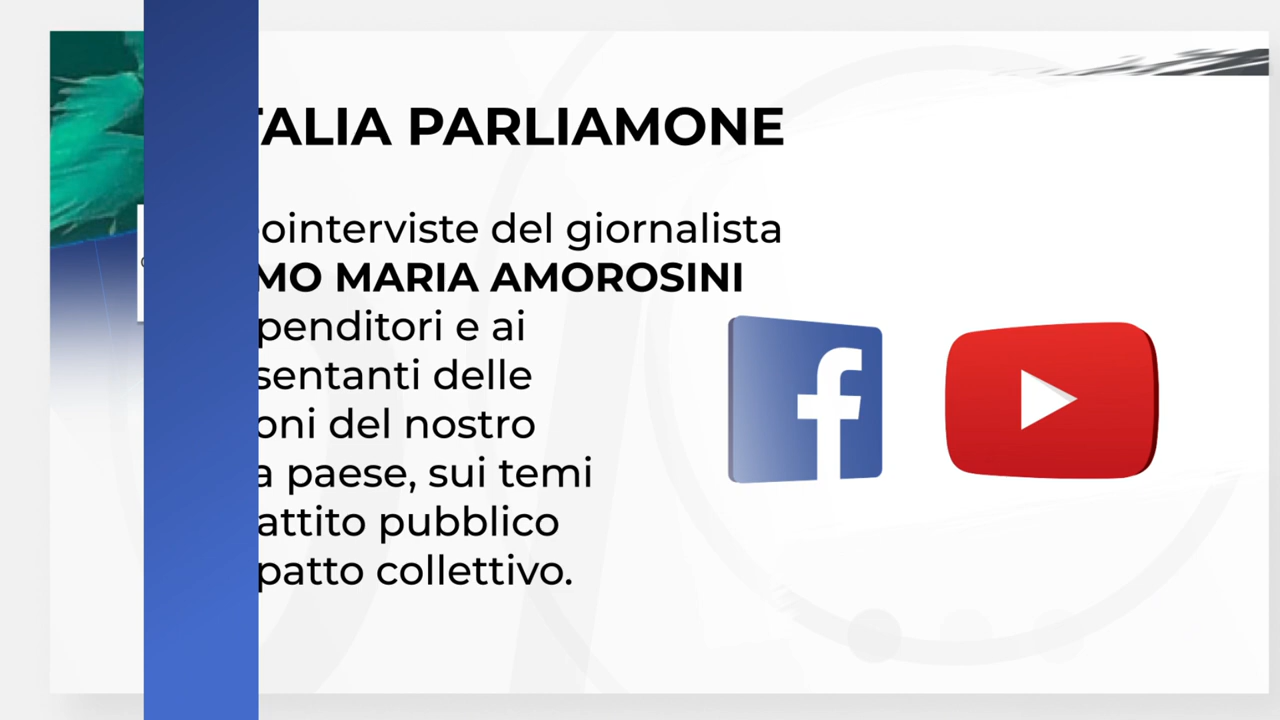 TALIA PARLIAMONE
eointerviste del giornalista
MO MARIA AMOROSINI
penditori e ai
sentanti delle
oni del nostro
a paese, sui temi
attito pubblico
patto collettivo.